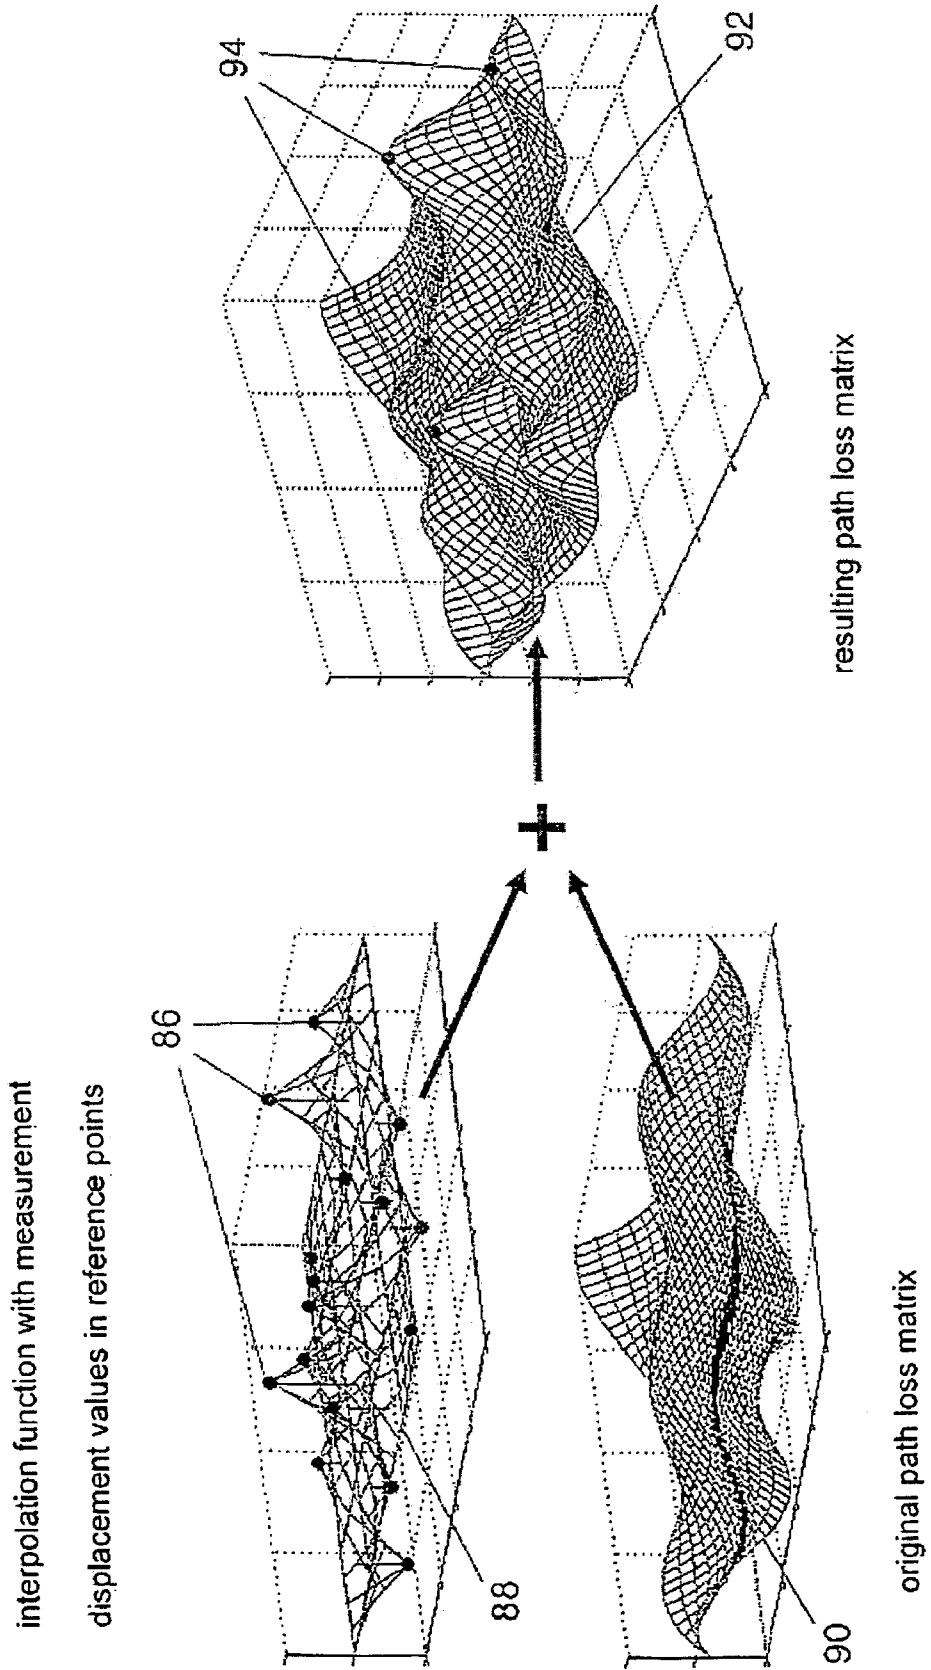 interpolation function with measurement
displacement values in reference points
86
88
90
original path loss matrix
+
94
92
resulting path loss matrix